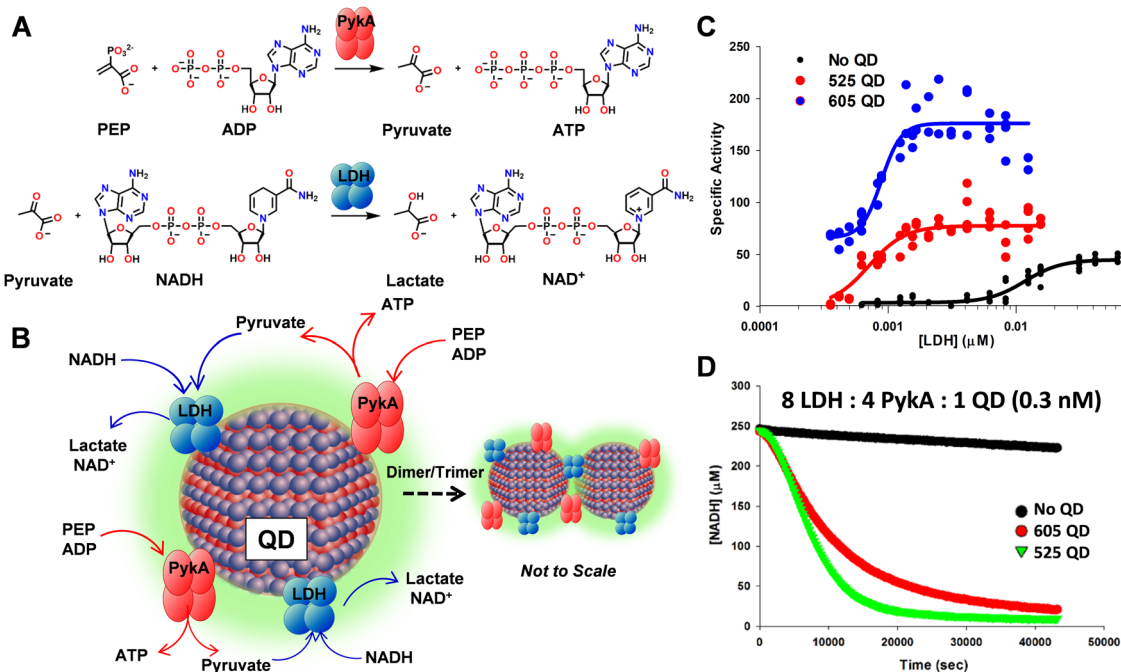 A
PykA
PEP
+
ADP
Pyruvate
+
ATP
LDH
Pyruvate
+
NADH
Lactate
+
NAD+
B
Pyruvate
ATP
PEP
ADP
NADH
LDH
PykA
Lactate
NAD+
QD
PEP
ADP
PykA
LDH
Lactate
NAD+
ATP
Pyruvate
NADH
Dimer/Trimer
Not to Scale
C
No QD
525 QD
605 QD
Specific Activity
250
200
150
100
50
0
0.0001 0.001 0.01
[LDH] (μM)
D
8 LDH : 4 PykA : 1 QD (0.3 nM)
No QD
605 QD
525 QD
[NADH] (μM)
300
250
200
150
100
50
0
0 10000 20000 30000 40000 50000
Time (sec)